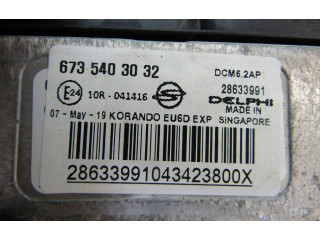 673 540 30 32
DCM6.2AP
E24
10R - 041416
28633991
DELPHI
MADE IN
SINGAPORE
07 - May - 19 KORANDO EU6D EXP
28633991043423800X